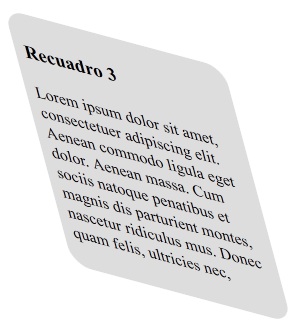 Recuadro 3
Lorem ipsum dolor sit amet,
consectetuer adipiscing elit.
Aenean commodo ligula eget
dolor. Aenean massa. Cum
sociis natoque penatibus et
magnis dis parturient montes,
nascetur ridiculus mus. Donec
quam felis, ultricies nec,